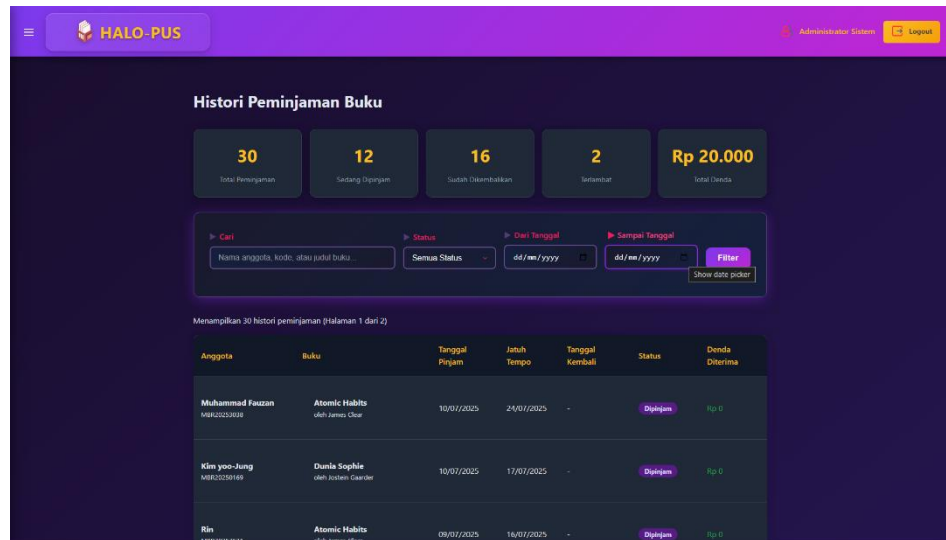 HALO-PUS
Administrator Sistem
Logout
Histori Peminjaman Buku
30
Total Peminjaman
12
Sedang Dipinjam
16
Sudah Dikembalikan
2
Terlambat
Rp 20.000
Total Denda
Cari
Status
Dari Tanggal
Sampai Tanggal
Nama anggota, kode, atau judul buku...
Semua Status
dd/mm/yyyy
dd/mm/yyyy
Filter
Show date picker
Menampilkan 30 histori peminjaman (Halaman 1 dari 2)
Anggota
Buku
Tanggal Pinjam
Jatuh Tempo
Tanggal Kembali
Status
Denda Diterima
Muhammad Fauzan
MBR20253038
Atomic Habits
oleh James Clear
10/07/2025
24/07/2025
-
Dipinjam
Rp 0
Kim yoo-Jung
MBR20250169
Dunia Sophie
oleh Jostein Gaarder
10/07/2025
17/07/2025
-
Dipinjam
Rp 0
Rin
Atomic Habits
09/07/2025
16/07/2025
-
Dipinjam
Rp 0